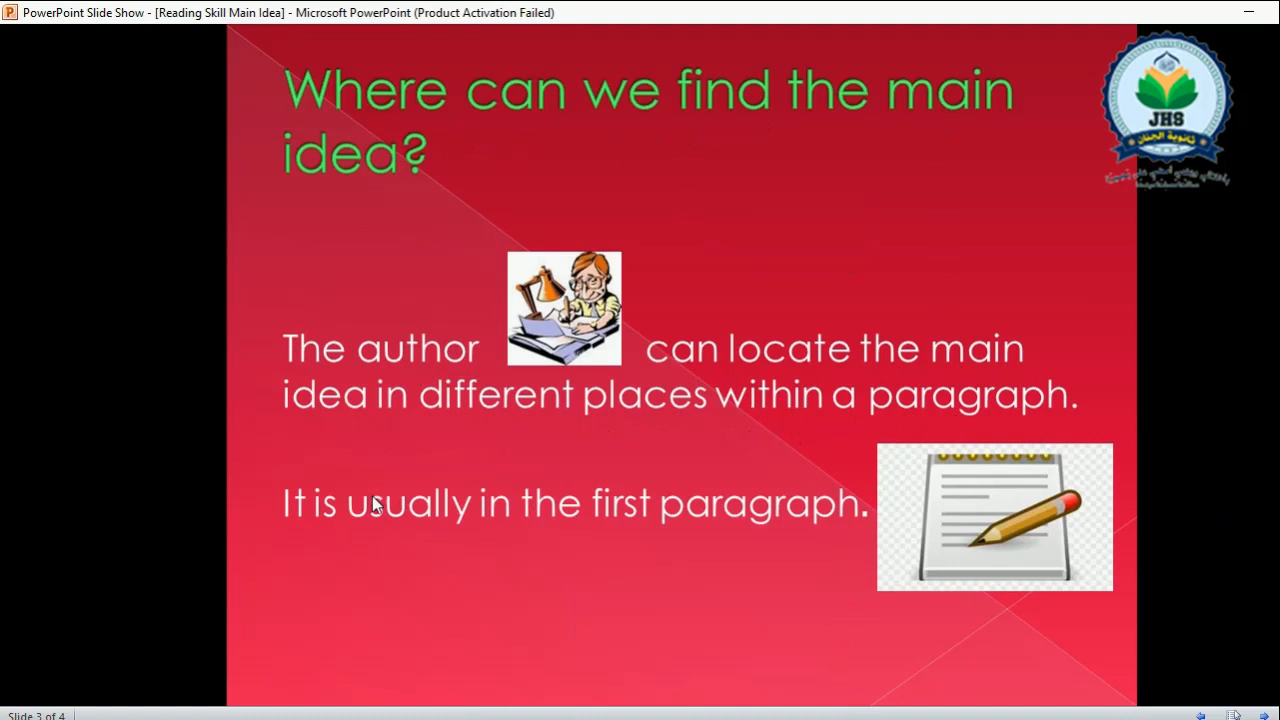 PowerPoint Slide Show - [Reading Skill Main Idea] - Microsoft PowerPoint (Product Activation Failed)
Where can we find the main
idea?
JHS
ثانوية الجنان
The author can locate the main
idea in different places within a paragraph.
It is usually in the first paragraph.
Slide 3 of 4